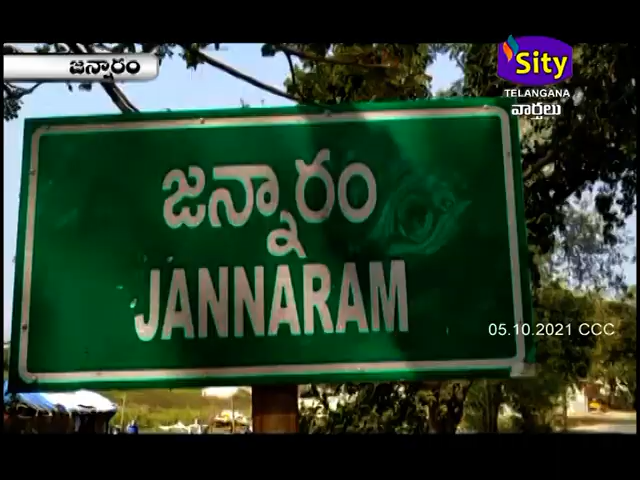 జన్నారం
Sity
TELANGANA
వార్తలు
జన్నారం
JANNARAM
05.10.2021 CCC